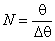 N = θ / Δθ